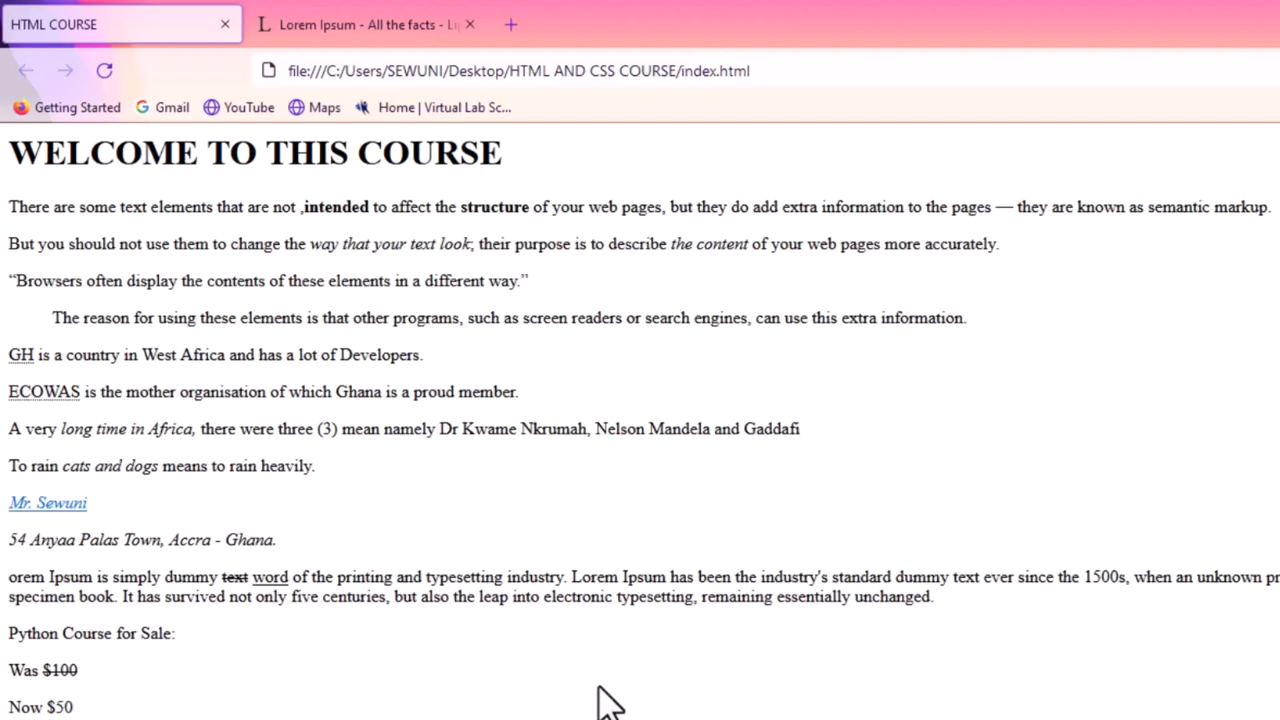 HTML COURSE
Lorem Ipsum - All the facts - Li
file:///C:/Users/SEWUNI/Desktop/HTML AND CSS COURSE/index.html
Getting Started Gmail YouTube Maps Home | Virtual Lab Sc...
WELCOME TO THIS COURSE
There are some text elements that are not ,intended to affect the structure of your web pages, but they do add extra information to the pages — they are known as semantic markup.
But you should not use them to change the way that your text look; their purpose is to describe the content of your web pages more accurately.
“Browsers often display the contents of these elements in a different way.”
The reason for using these elements is that other programs, such as screen readers or search engines, can use this extra information.
GH is a country in West Africa and has a lot of Developers.
ECOWAS is the mother organisation of which Ghana is a proud member.
A very long time in Africa, there were three (3) mean namely Dr Kwame Nkrumah, Nelson Mandela and Gaddafi
To rain cats and dogs means to rain heavily.
Mr. Sewuni
54 Anyaa Palas Town, Accra - Ghana.
orem Ipsum is simply dummy text word of the printing and typesetting industry. Lorem Ipsum has been the industry's standard dummy text ever since the 1500s, when an unknown pr
specimen book. It has survived not only five centuries, but also the leap into electronic typesetting, remaining essentially unchanged.
Python Course for Sale:
Was $100
Now $50